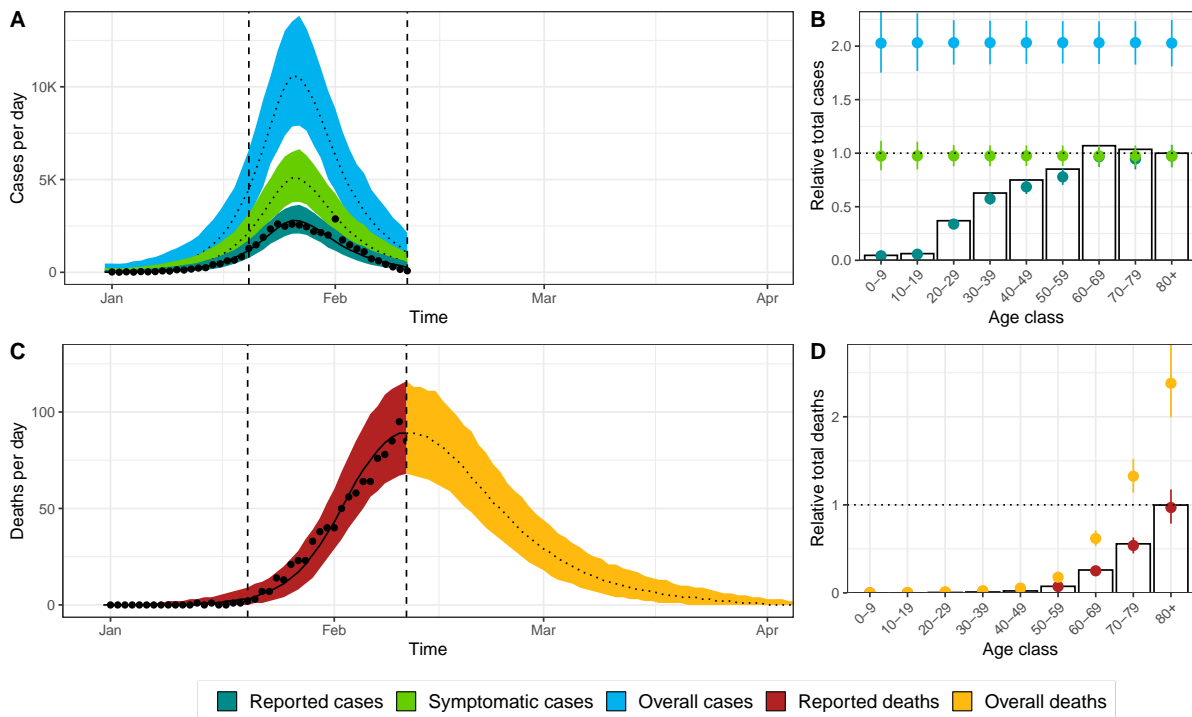 A
Cases per day
10K
5K
0
Jan
Feb
Mar
Apr
Time
B
Relative total cases
2.0
1.5
1.0
0.5
0.0
0−9
10−19
20−29
30−39
40−49
50−59
60−69
70−79
80+
Age class
C
Deaths per day
100
50
0
Jan
Feb
Mar
Apr
Time
D
Relative total deaths
2
1
0
0−9
10−19
20−29
30−39
40−49
50−59
60−69
70−79
80+
Age class
Reported cases
Symptomatic cases
Overall cases
Reported deaths
Overall deaths